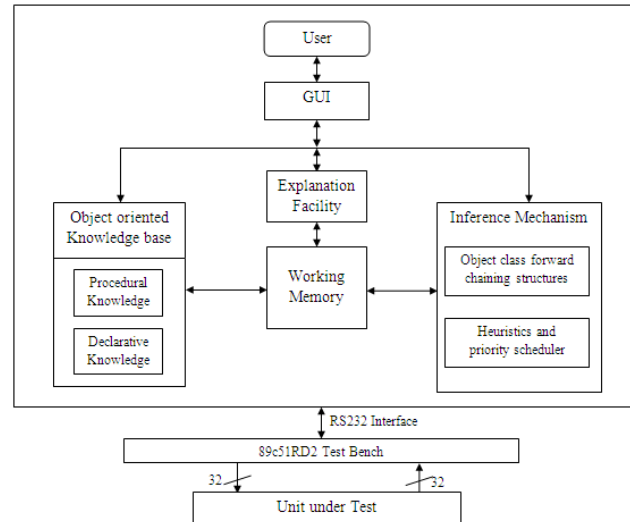 User
GUI
Explanation
Facility
Object oriented
Knowledge base
Procedural
Knowledge
Declarative
Knowledge
Working
Memory
Inference Mechanism
Object class forward
chaining structures
Heuristics and
priority scheduler
RS232 Interface
89c51RD2 Test Bench
32
32
Unit under Test